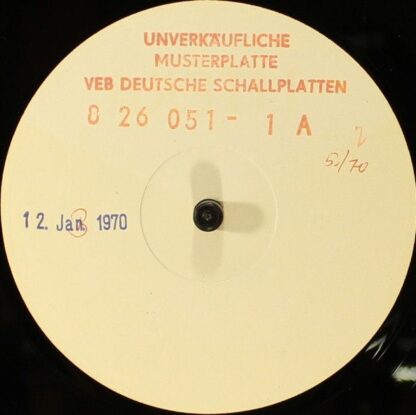 UNVERKÄUFLICHE
MUSTERPLATTE
VEB DEUTSCHE SCHALLPLATTEN
8 26 051- 1 A
2
5/70
12. Jan. 1970